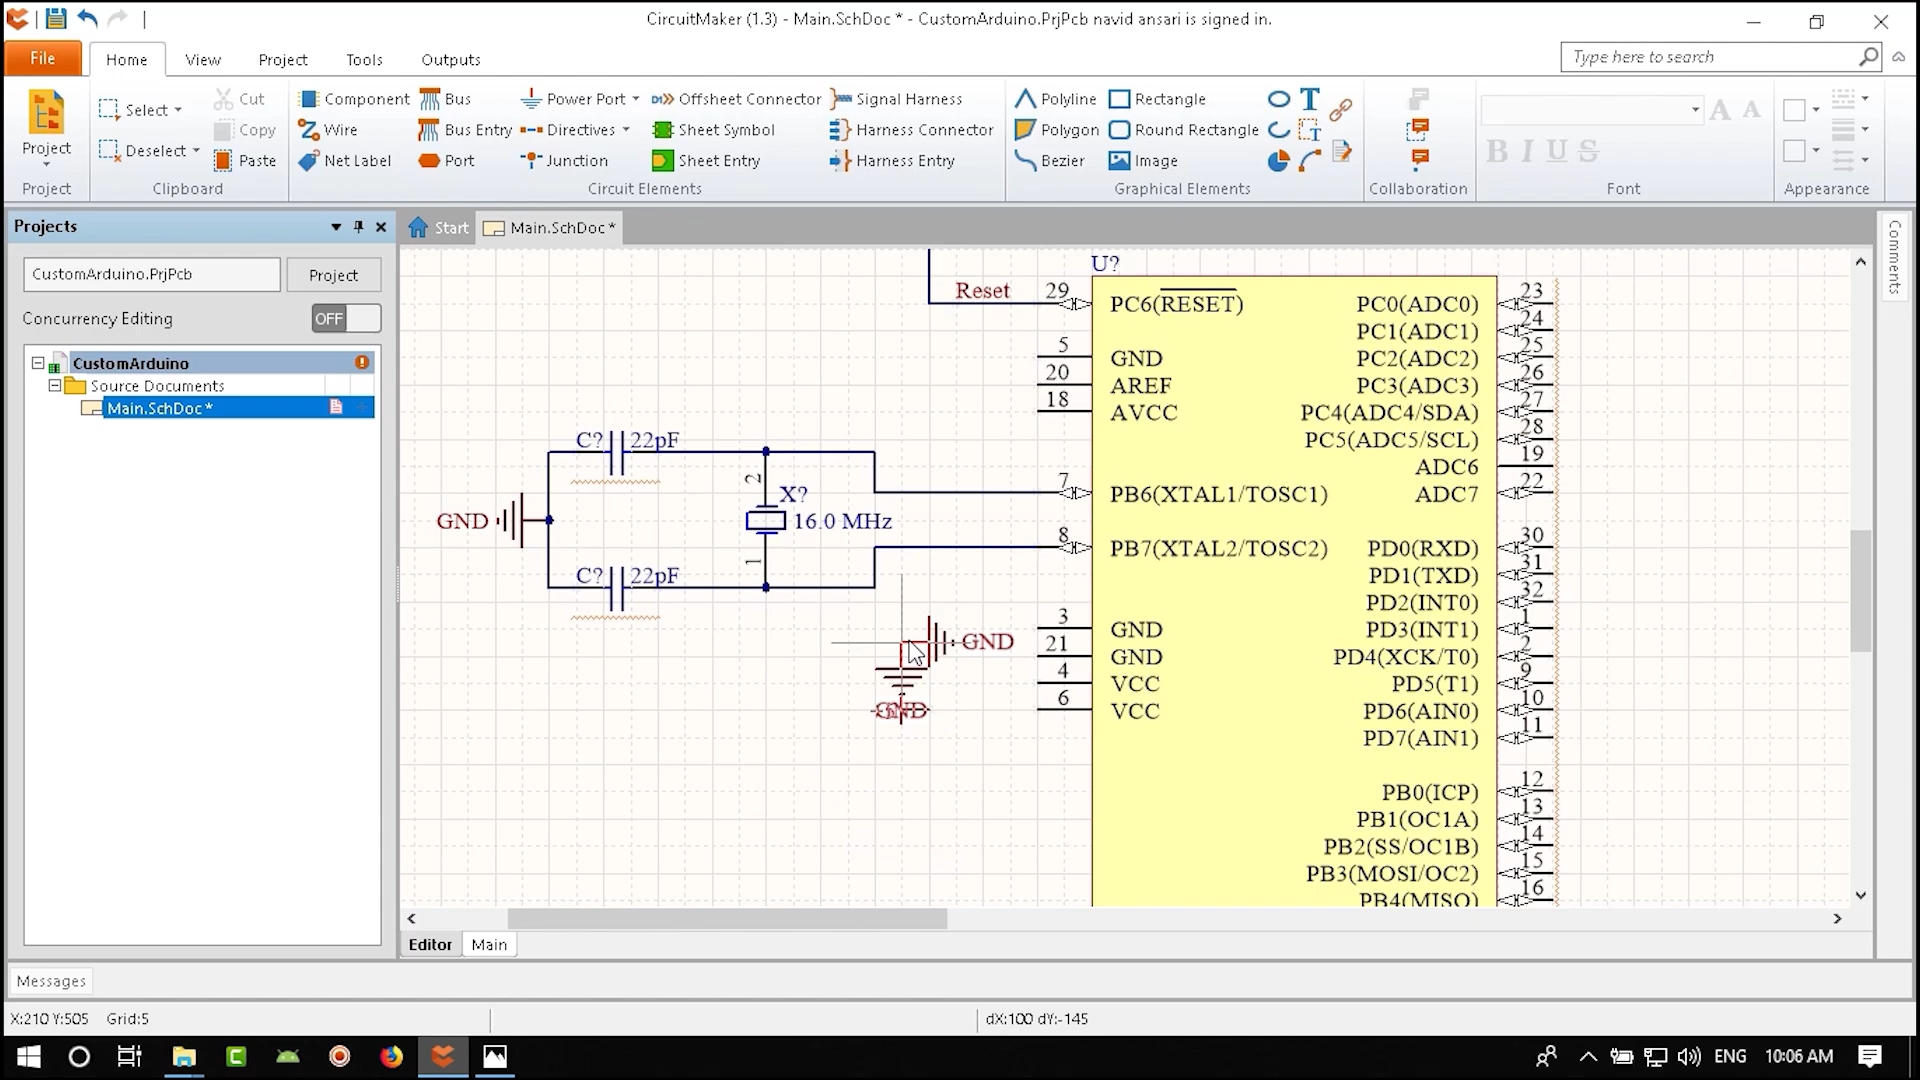 CircuitMaker (1.3) - Main.SchDoc * - CustomArduino.PrjPcb navid ansari is signed in.
File
Home
View
Project
Tools
Outputs
Type here to search
Project
Select
Deselect
Cut
Copy
Paste
Component
Wire
Net Label
Bus
Bus Entry
Port
Power Port
Directives
Junction
Offsheet Connector
Sheet Symbol
Sheet Entry
Signal Harness
Harness Connector
Harness Entry
Polyline
Polygon
Bezier
Rectangle
Round Rectangle
Image
T
A A
B I U S
Project
Clipboard
Circuit Elements
Graphical Elements
Collaboration
Font
Appearance
Projects
Start
Main.SchDoc *
Comments
CustomArduino.PrjPcb
Project
Concurrency Editing
OFF
CustomArduino
Source Documents
Main.SchDoc *
U?
Reset
29
PC6(RESET)
5
GND
20
AREF
18
AVCC
7
PB6(XTAL1/TOSC1)
8
PB7(XTAL2/TOSC2)
3
GND
21
GND
4
VCC
6
VCC
PC0(ADC0)
23
PC1(ADC1)
24
PC2(ADC2)
25
PC3(ADC3)
26
PC4(ADC4/SDA)
27
PC5(ADC5/SCL)
28
ADC6
19
ADC7
22
PD0(RXD)
30
PD1(TXD)
31
PD2(INT0)
32
PD3(INT1)
1
PD4(XCK/T0)
2
PD5(T1)
9
PD6(AIN0)
10
PD7(AIN1)
11
PB0(ICP)
12
PB1(OC1A)
13
PB2(SS/OC1B)
14
PB3(MOSI/OC2)
15
PB4(MISO)
16
C?
22pF
2
X?
16.0 MHz
GND
1
C?
22pF
GND
GND
Editor
Main
Messages
X:210 Y:505
Grid:5
dX:100 dY:-145
ENG
10:06 AM